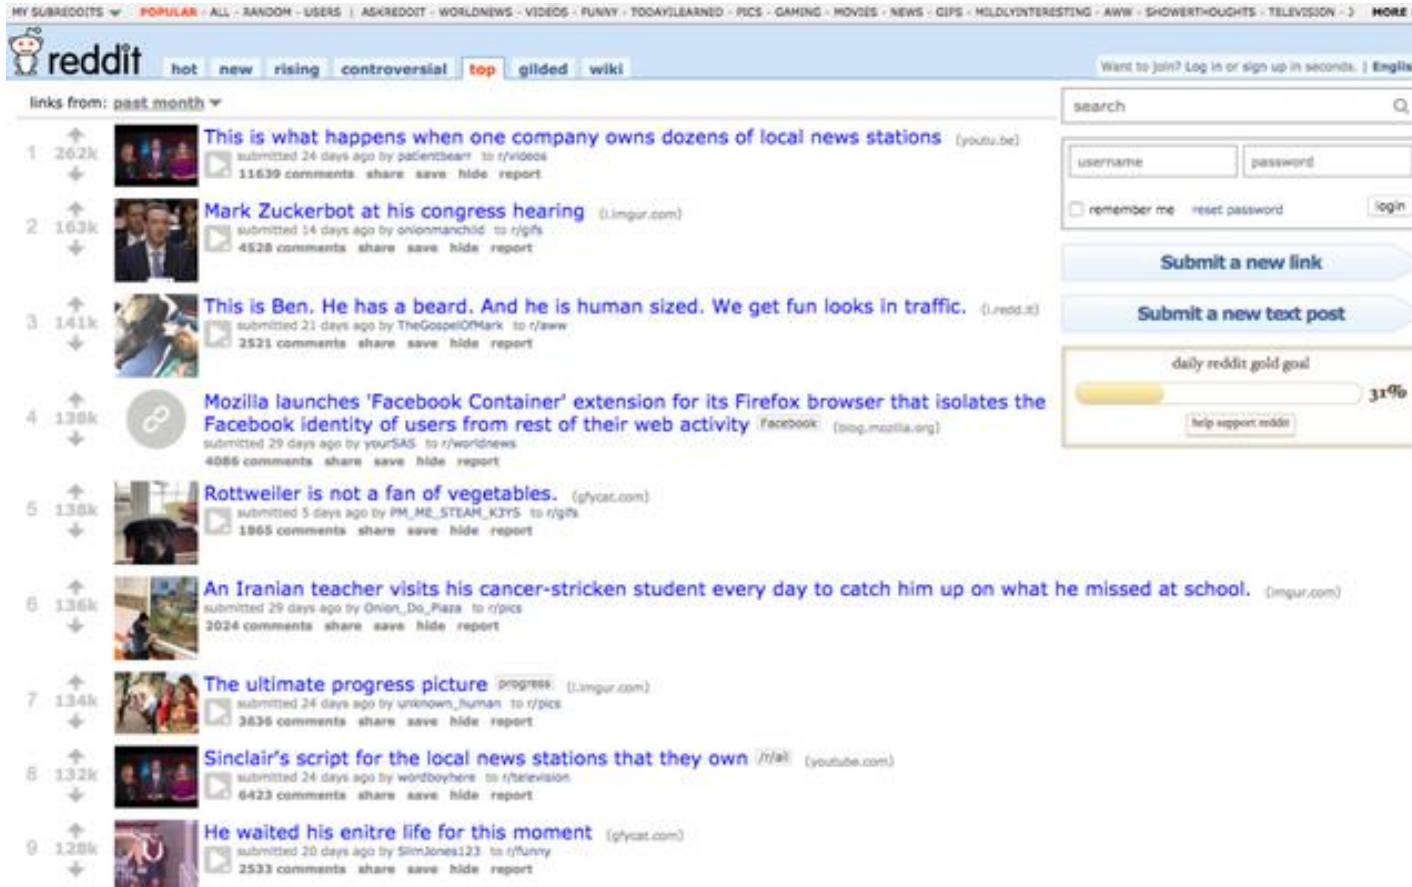 MY SUBREDDITS POPULAR - ALL - RANDOM - USERS | ASKREDDIT - WORLDNEWS - VIDEOS - FUNNY - TODAYILEARNED - PICS - GAMING - MOVIES - NEWS - GIFS - MILDLYINTERESTING - AWW - SHOWERTHOUGHTS - TELEVISION - MORE
reddit hot new rising controversial top gilded wiki
Want to join? Log in or sign up in seconds. | Englis
links from: past month
search
username password
remember me reset password login
Submit a new link
Submit a new text post
daily reddit gold goal
31%
help support reddit
1 262k This is what happens when one company owns dozens of local news stations (youtu.be)
submitted 24 days ago by patientbearr to r/videos
11639 comments share save hide report
2 163k Mark Zuckerbot at his congress hearing (i.imgur.com)
submitted 14 days ago by onionmanchild to r/gifs
4528 comments share save hide report
3 141k This is Ben. He has a beard. And he is human sized. We get fun looks in traffic. (i.redd.it)
submitted 21 days ago by TheGospelOfMark to r/aww
2521 comments share save hide report
4 138k Mozilla launches 'Facebook Container' extension for its Firefox browser that isolates the
Facebook identity of users from rest of their web activity Facebook (blog.mozilla.org)
submitted 29 days ago by yourSAS to r/worldnews
4086 comments share save hide report
5 138k Rottweiler is not a fan of vegetables. (gfycat.com)
submitted 5 days ago by PM_ME_STEAM_K3YS to r/gifs
1865 comments share save hide report
6 136k An Iranian teacher visits his cancer-stricken student every day to catch him up on what he missed at school. (imgur.com)
submitted 29 days ago by Onion_Do_Plaza to r/pics
2024 comments share save hide report
7 134k The ultimate progress picture progress (i.imgur.com)
submitted 24 days ago by unknown_human to r/pics
3636 comments share save hide report
8 132k Sinclair's script for the local news stations that they own /r/all (youtube.com)
submitted 24 days ago by wordboyhere to r/television
6423 comments share save hide report
9 128k He waited his enitre life for this moment (gfycat.com)
submitted 20 days ago by SlimJones123 to r/funny
2533 comments share save hide report